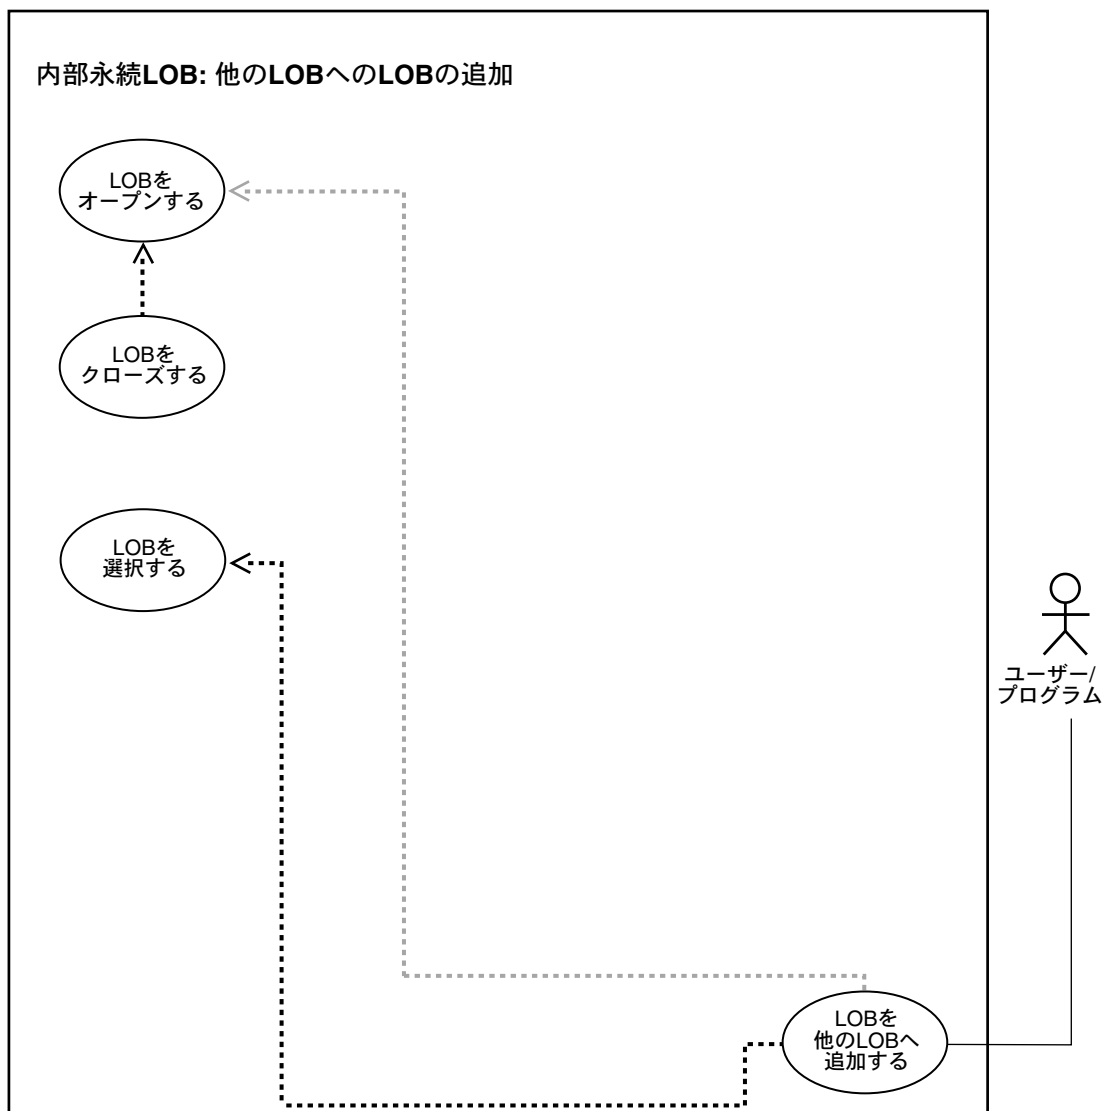 内部永続LOB: 他のLOBへのLOBの追加
LOBを
オープンする
LOBを
クローズする
LOBを
選択する
ユーザー/
プログラム
LOBを
他のLOBへ
追加する